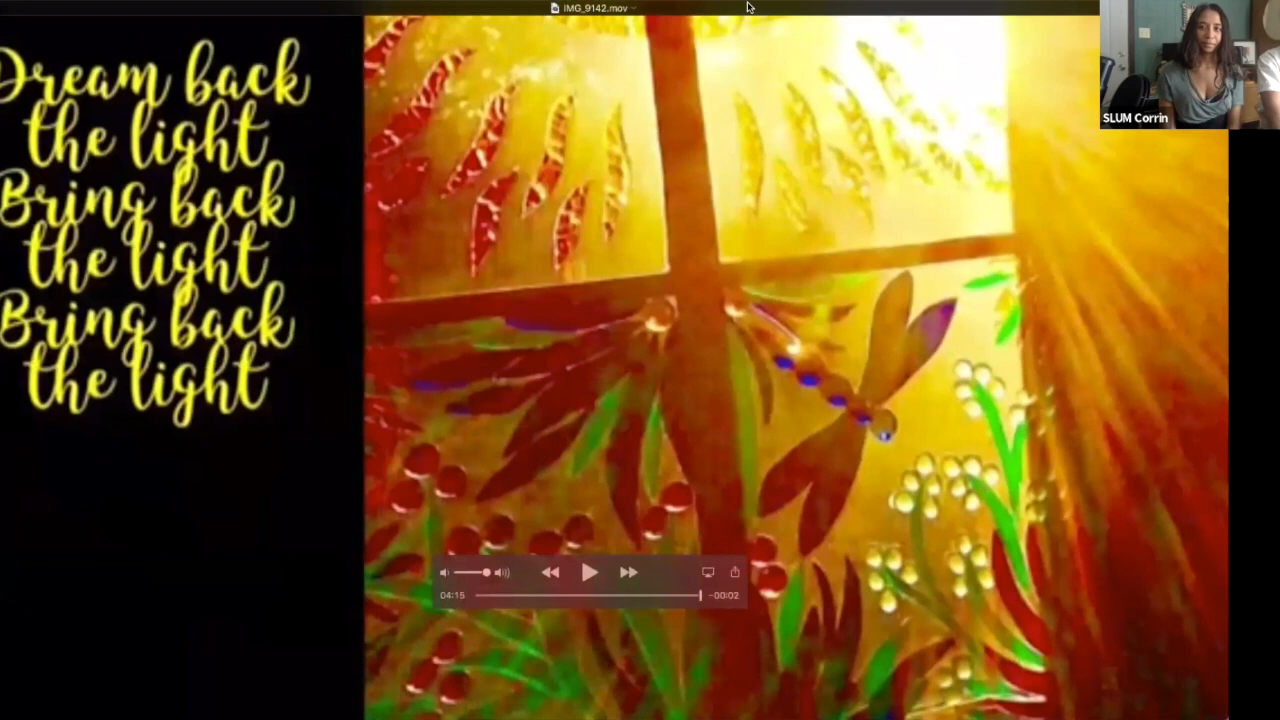 IMG_9142.mov
Dream back
the light
Bring back
the light
Bring back
the light
SLUM Corrin
04:15
-00:02